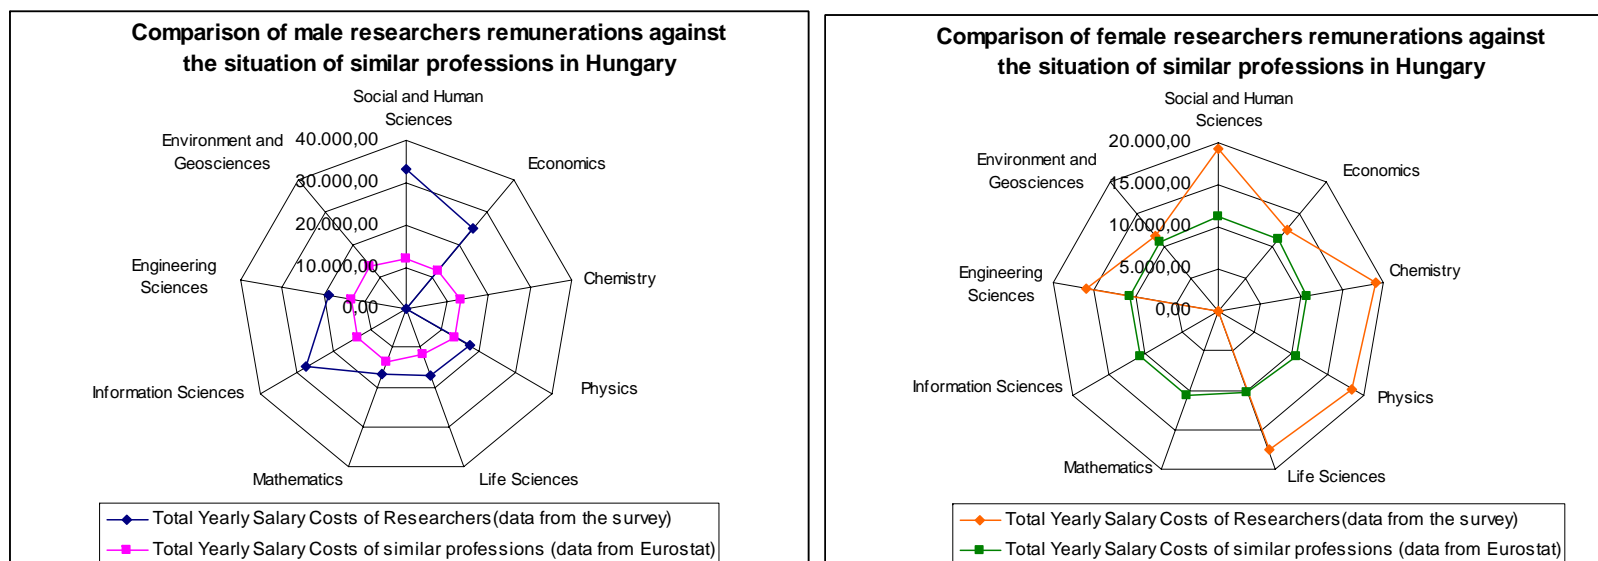 Comparison of male researchers remunerations against
the situation of similar professions in Hungary
Social and Human
Sciences
Economics
Chemistry
Physics
Life Sciences
Mathematics
Information Sciences
Engineering
Sciences
Environment and
Geosciences
40.000,00
30.000,00
20.000,00
10.000,00
0,00
Total Yearly Salary Costs of Researchers(data from the survey)
Total Yearly Salary Costs of similar professions (data from Eurostat)
Comparison of female researchers remunerations against
the situation of similar professions in Hungary
Social and Human
Sciences
Economics
Chemistry
Physics
Life Sciences
Mathematics
Information Sciences
Engineering
Sciences
Environment and
Geosciences
20.000,00
15.000,00
10.000,00
5.000,00
0,00
Total Yearly Salary Costs of Researchers(data from the survey)
Total Yearly Salary Costs of similar professions (data from Eurostat)